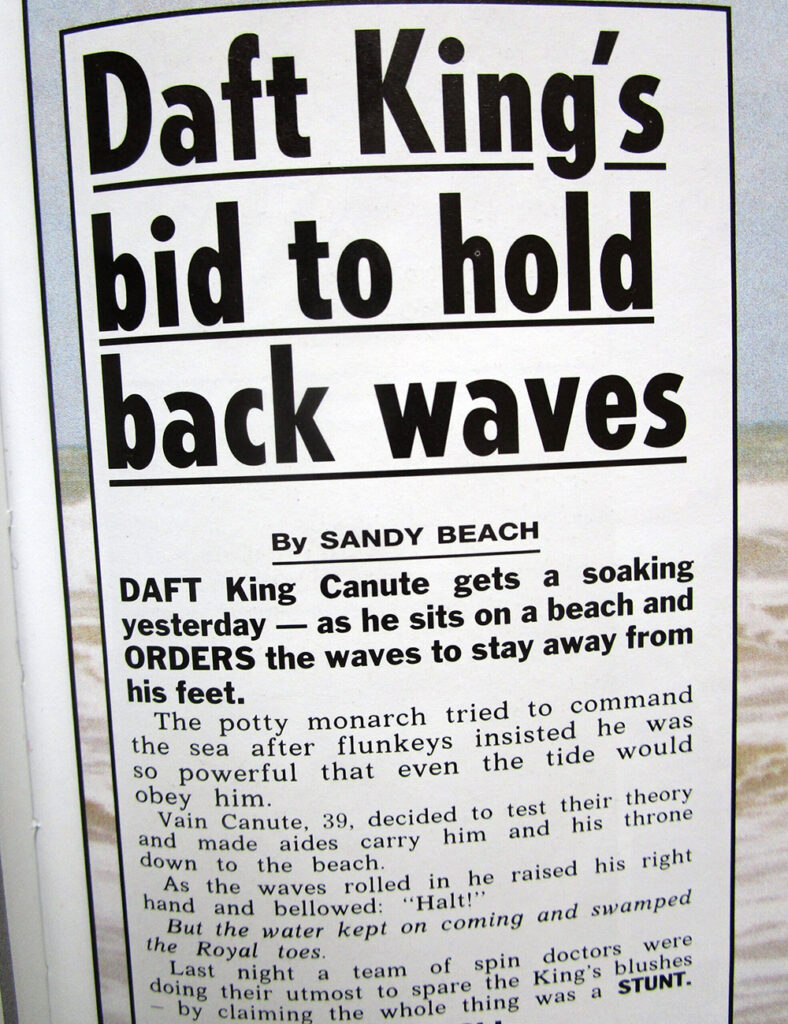 Daft King's
bid to hold
back waves
By SANDY BEACH
DAFT King Canute gets a soaking
yesterday — as he sits on a beach and
ORDERS the waves to stay away from
his feet.
The potty monarch tried to command
the sea after flunkeys insisted he was
so powerful that even the tide would
obey him.
Vain Canute, 39, decided to test their theory
and made aides carry him and his throne
down to the beach.
As the waves rolled in he raised his right
hand and bellowed: "Halt!"
But the water kept on coming and swamped
the Royal toes.
Last night a team of spin doctors were
doing their utmost to spare the King's blushes
– by claiming the whole thing was a STUNT.